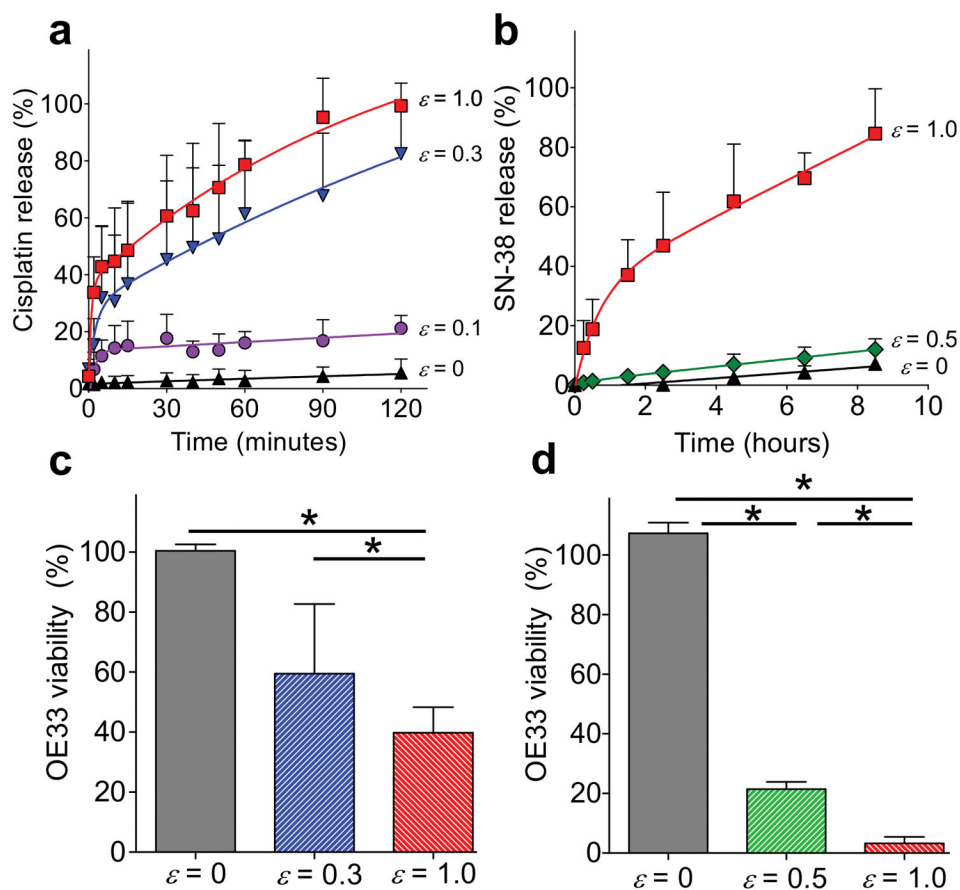 a
Cisplatin release (%)
100
80
60
40
20
0
0 30 60 90 120
Time (minutes)
ε = 1.0
ε = 0.3
ε = 0.1
ε = 0
b
SN-38 release (%)
100
80
60
40
20
0
0 2 4 6 8 10
Time (hours)
ε = 1.0
ε = 0.5
ε = 0
c
OE33 viability (%)
100
80
60
40
20
0
* 
*
ε = 0 ε = 0.3 ε = 1.0
d
OE33 viability (%)
100
80
60
40
20
0
*
* *
ε = 0 ε = 0.5 ε = 1.0